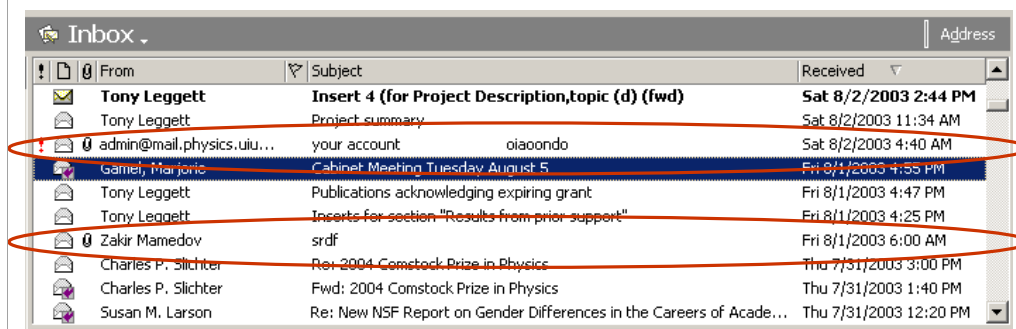 Inbox. Address
! From Subject Received
Tony Leggett Insert 4 (for Project Description,topic (d) (fwd) Sat 8/2/2003 2:44 PM
Tony Leggett Project summary Sat 8/2/2003 11:34 AM
! admin@mail.physics.uiu... your account oiaoondo Sat 8/2/2003 4:40 AM
Gamel, Marjorie Cabinet Meeting Tuesday August 5 Fri 8/1/2003 4:55 PM
Tony Leggett Publications acknowledging expiring grant Fri 8/1/2003 4:47 PM
Tony Leggett Inserts for section "Results from prior support" Fri 8/1/2003 4:25 PM
Zakir Mamedov srdf Fri 8/1/2003 6:00 AM
Charles P. Slichter Re: 2004 Comstock Prize in Physics Thu 7/31/2003 3:00 PM
Charles P. Slichter Fwd: 2004 Comstock Prize in Physics Thu 7/31/2003 1:40 PM
Susan M. Larson Re: New NSF Report on Gender Differences in the Careers of Acade... Thu 7/31/2003 12:20 PM